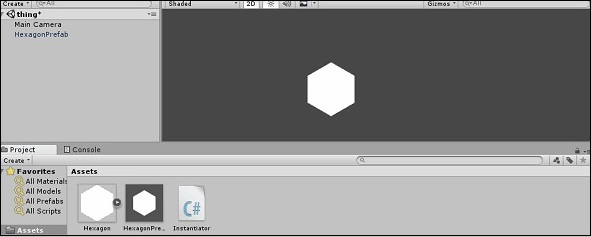 Create All Shaded 2D Gizmos All
thing*
Main Camera
HexagonPrefab
Project Console
Create
Favorites Assets
All Materials
All Models
All Prefabs
All Scripts
Hexagon HexagonPre... Instantiator
C#
Assets